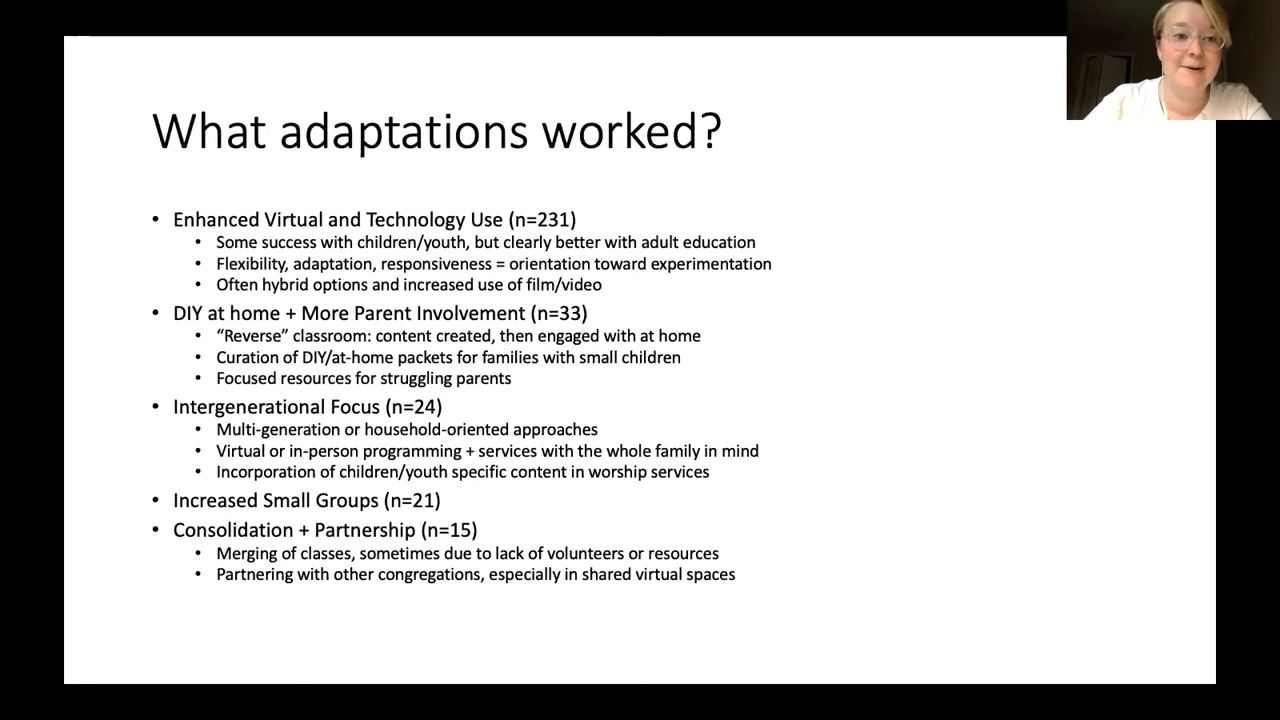 What adaptations worked?
• Enhanced Virtual and Technology Use (n=231)
• Some success with children/youth, but clearly better with adult education
• Flexibility, adaptation, responsiveness = orientation toward experimentation
• Often hybrid options and increased use of film/video
• DIY at home + More Parent Involvement (n=33)
• “Reverse” classroom: content created, then engaged with at home
• Curation of DIY/at-home packets for families with small children
• Focused resources for struggling parents
• Intergenerational Focus (n=24)
• Multi-generation or household-oriented approaches
• Virtual or in-person programming + services with the whole family in mind
• Incorporation of children/youth specific content in worship services
• Increased Small Groups (n=21)
• Consolidation + Partnership (n=15)
• Merging of classes, sometimes due to lack of volunteers or resources
• Partnering with other congregations, especially in shared virtual spaces